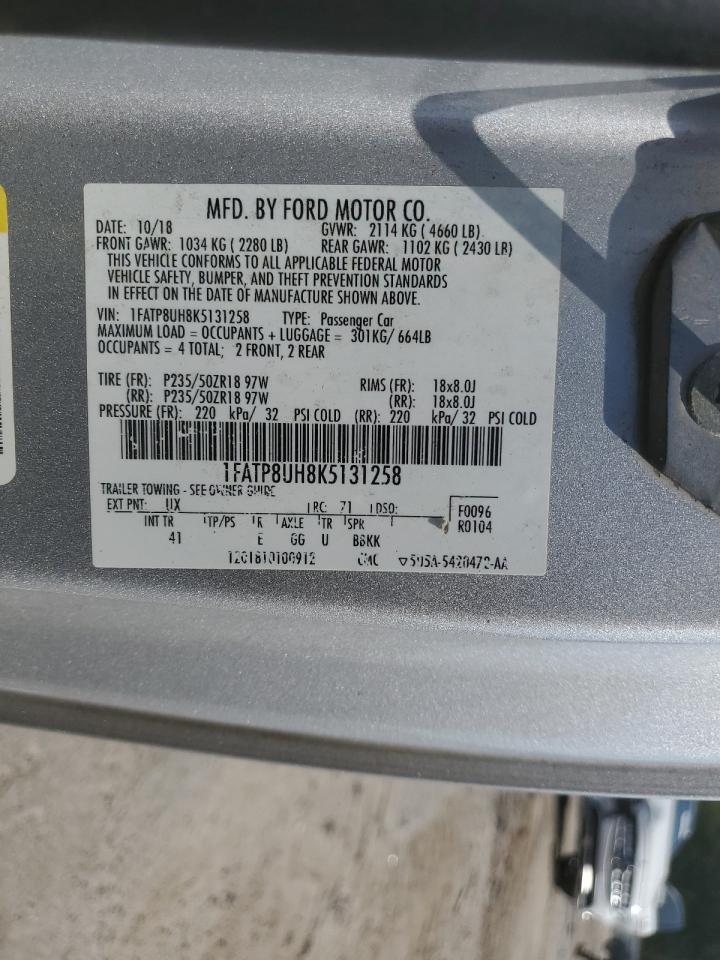 MFD. BY FORD MOTOR CO.
DATE: 10/18 GVWR: 2114 KG ( 4660 LB)
FRONT GAWR: 1034 KG ( 2280 LB) REAR GAWR: 1102 KG ( 2430 LB)
THIS VEHICLE CONFORMS TO ALL APPLICABLE FEDERAL MOTOR
VEHICLE SAFETY, BUMPER, AND THEFT PREVENTION STANDARDS
IN EFFECT ON THE DATE OF MANUFACTURE SHOWN ABOVE.
VIN: 1FATP8UH8K5131258 TYPE: Passenger Car
MAXIMUM LOAD = OCCUPANTS + LUGGAGE = 301KG/ 664LB
OCCUPANTS = 4 TOTAL; 2 FRONT, 2 REAR
TIRE (FR): P235/50ZR18 97W RIMS (FR): 18x8.0J
(RR): P235/50ZR18 97W (RR): 18x8.0J
PRESSURE (FR): 220 kPa/ 32 PSI COLD (RR): 220 kPa/ 32 PSI COLD
1FATP8UH8K5131258
TRAILER TOWING - SEE OWNER GUIDE
EXT PNT: UX RC: 71 DSO: F0096
INT TR TP/PS R AXLE TR SPR R0104
41 E GG U BBKK